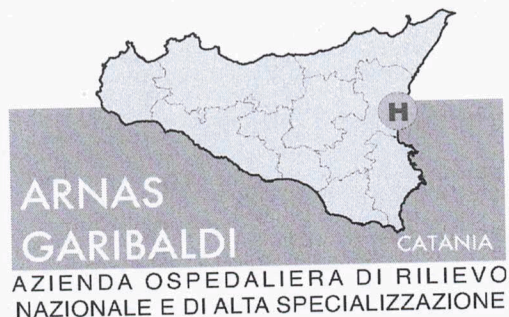 H
ARNAS
GARIBALDI
CATANIA
AZIENDA OSPEDALIERA DI RILIEVO
NAZIONALE E DI ALTA SPECIALIZZAZIONE